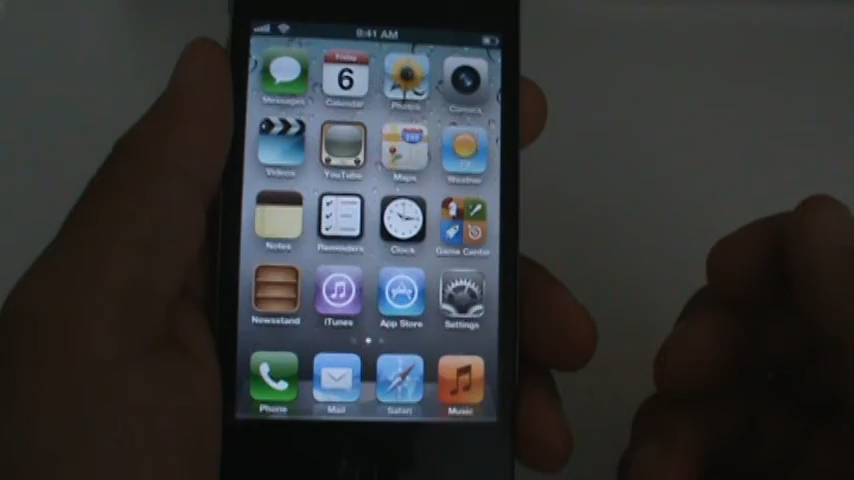 9:41 AM
Friday
6
Messages Calendar Photos Camera
Videos YouTube Maps Weather
Notes Reminders Clock Game Center
Newsstand iTunes App Store Settings
Phone Mail Safari Music